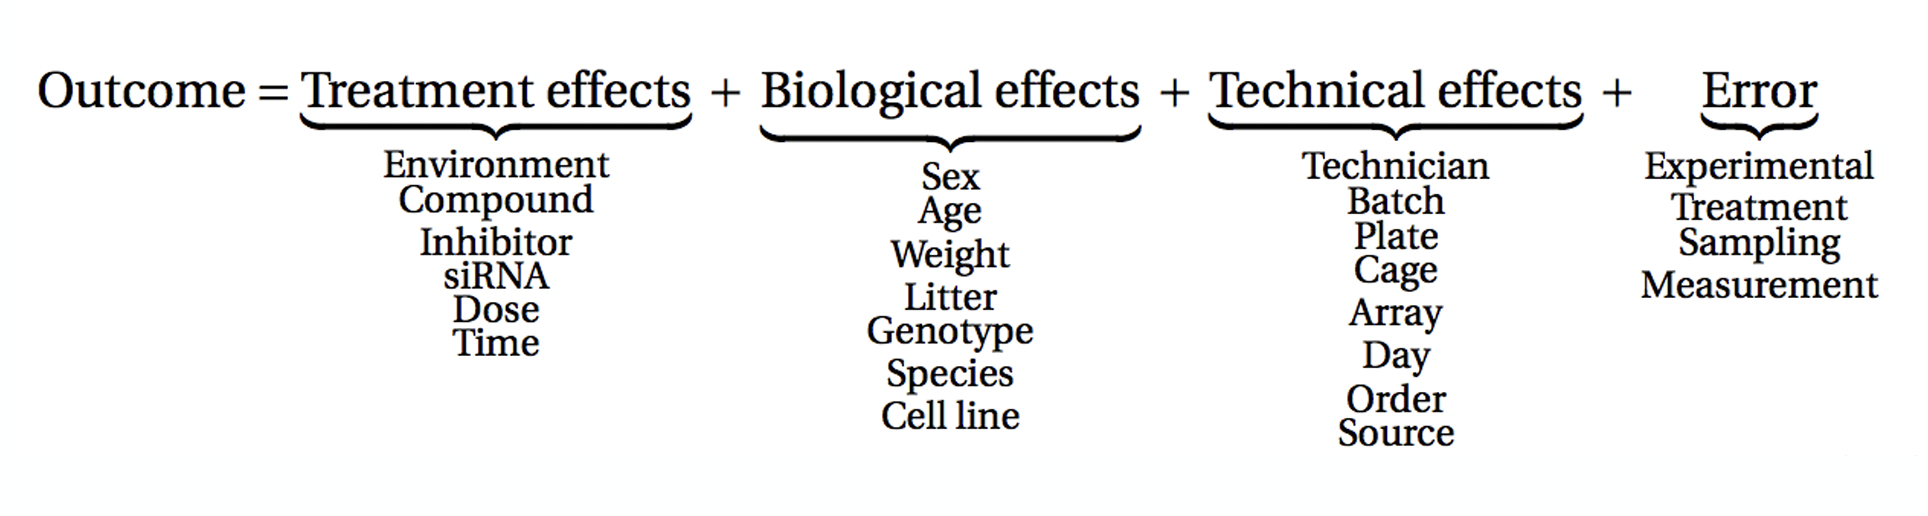 Outcome = Treatment effects + Biological effects + Technical effects + Error
Environment
Compound
Inhibitor
siRNA
Dose
Time
Sex
Age
Weight
Litter
Genotype
Species
Cell line
Technician
Batch
Plate
Cage
Array
Day
Order
Source
Experimental
Treatment
Sampling
Measurement